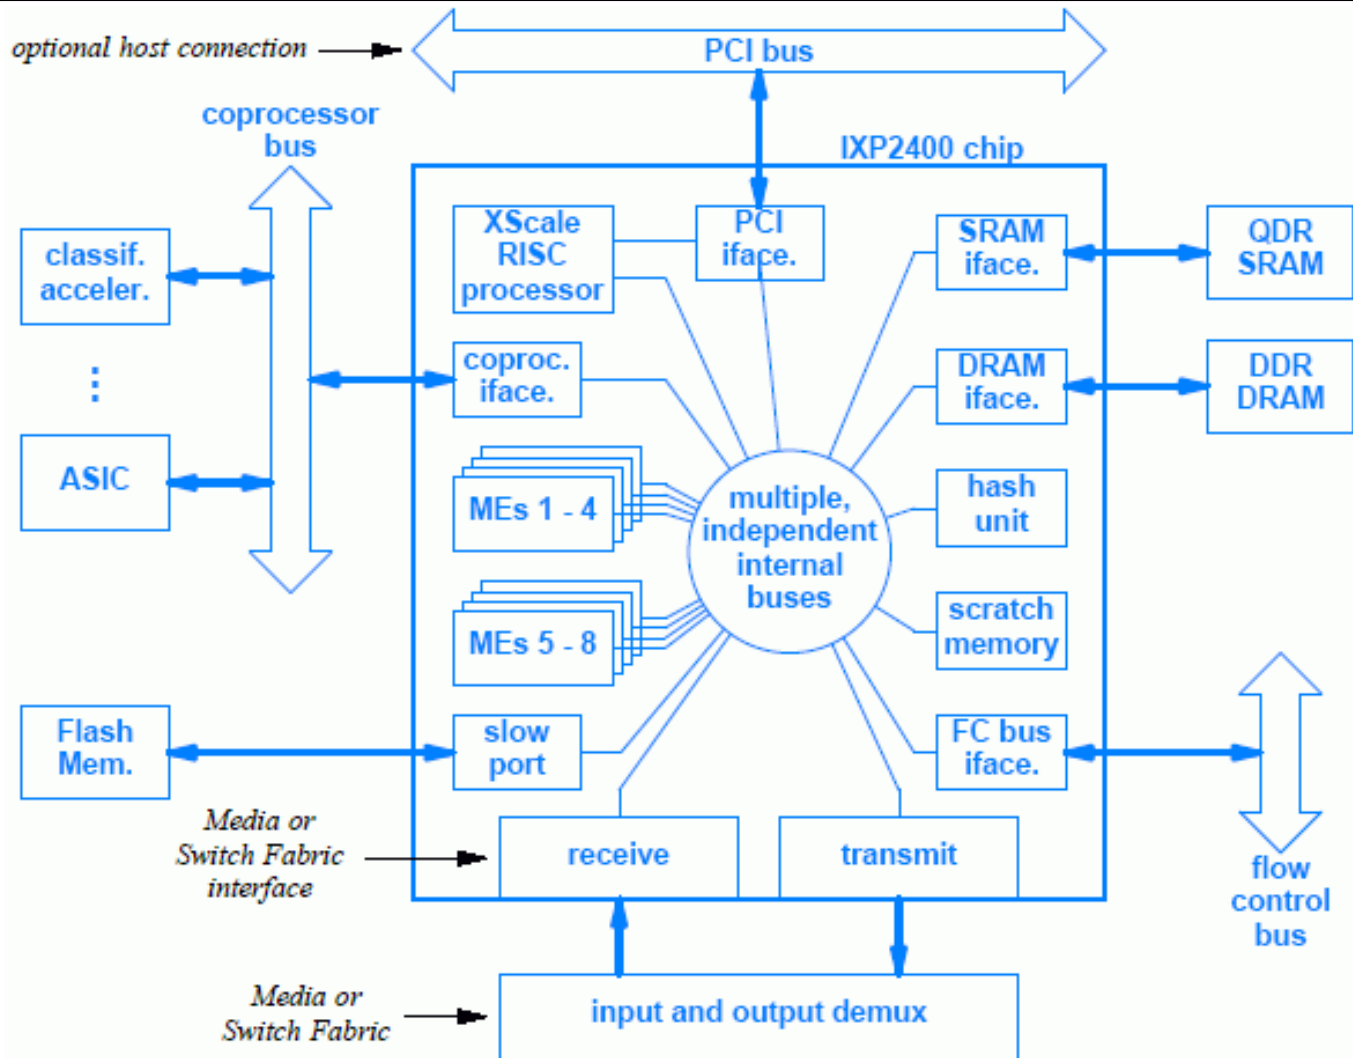 optional host connection
PCI bus
coprocessor
bus
IXP2400 chip
XScale
RISC
processor
PCI
iface.
SRAM
iface.
QDR
SRAM
classif.
acceler.
coproc.
iface.
DRAM
iface.
DDR
DRAM
ASIC
MEs 1 - 4
multiple,
independent
internal
buses
hash
unit
MEs 5 - 8
scratch
memory
Flash
Mem.
slow
port
FC bus
iface.
Media or
Switch Fabric
interface
receive
transmit
flow
control
bus
Media or
Switch Fabric
input and output demux